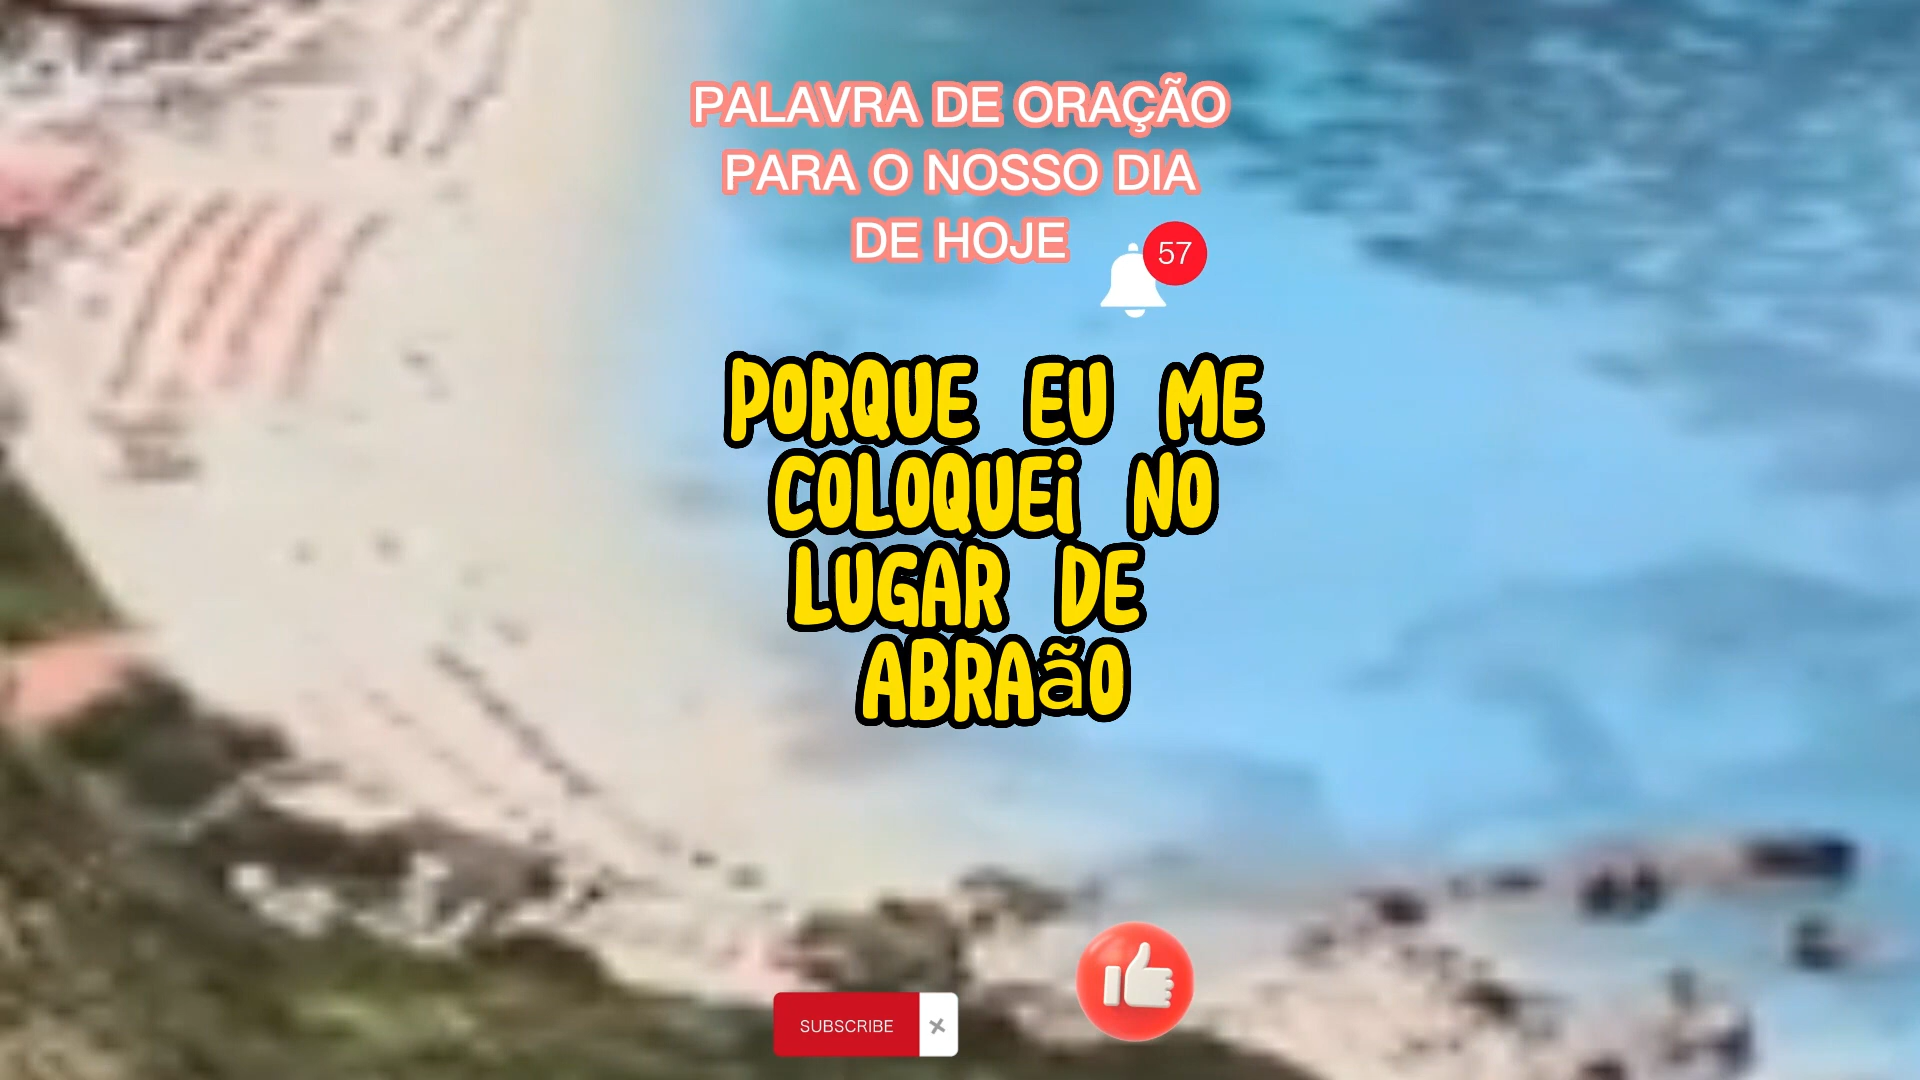 PALAVRA DE ORAÇÃO
PARA O NOSSO DIA
DE HOJE
57
PORQUE EU ME
COLOQUEi NO
LUGAR DE
ABRAãO
SUBSCRIBE